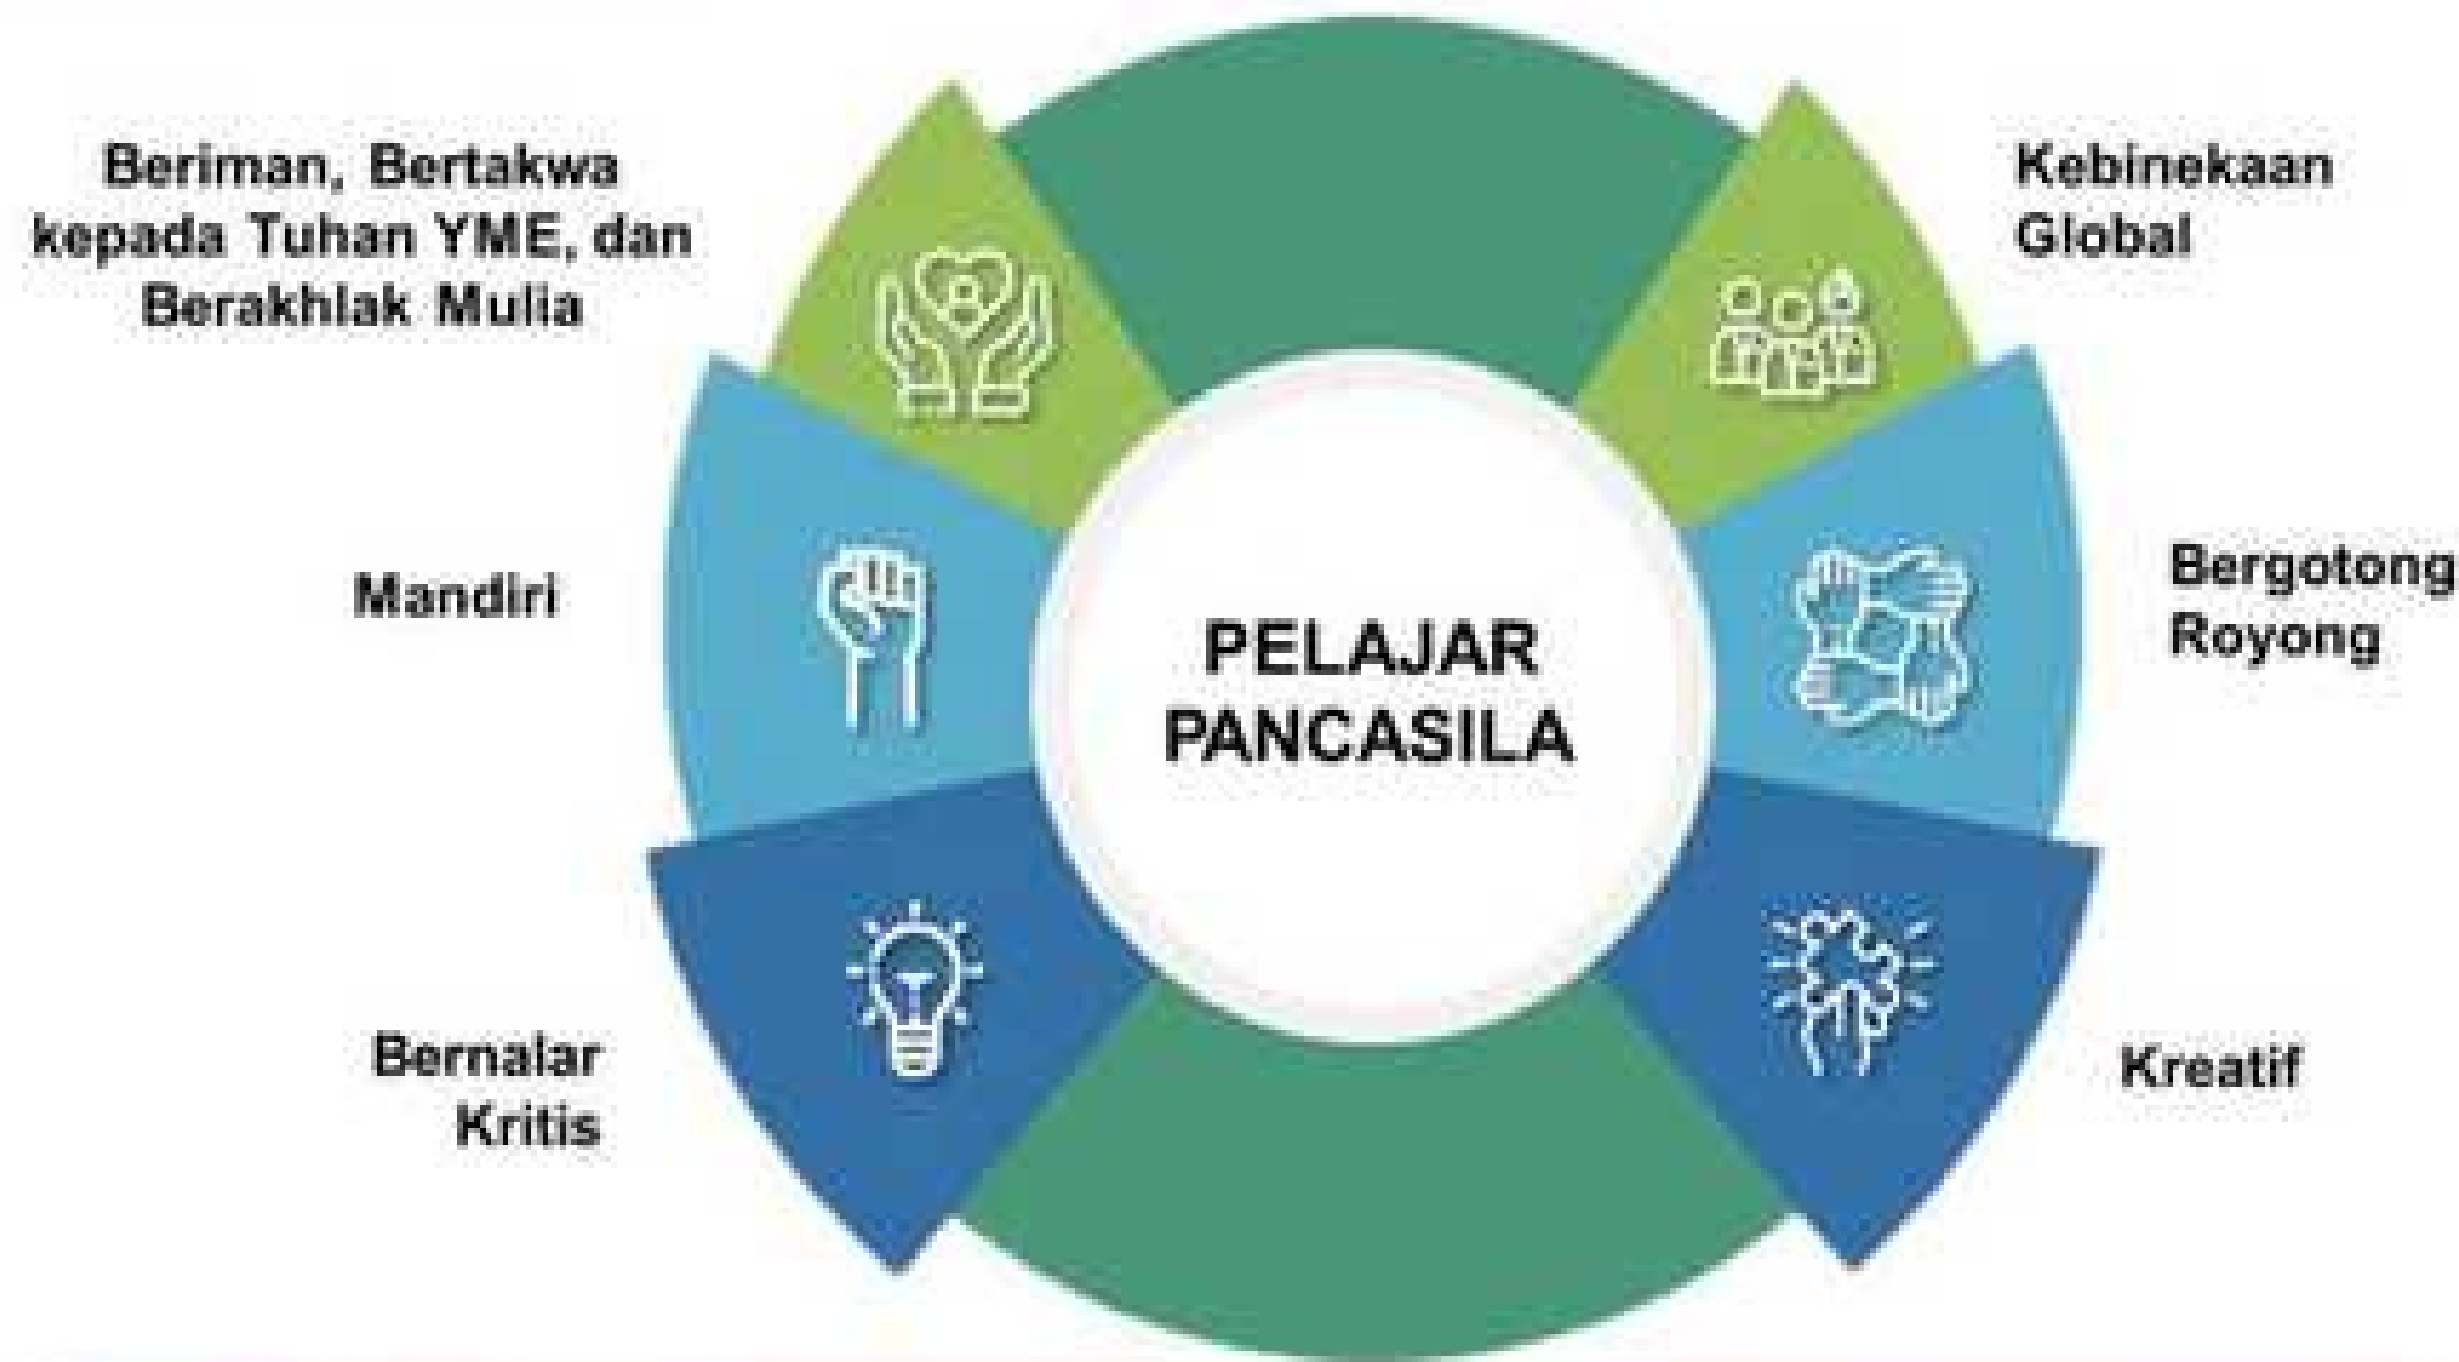 Beriman, Bertakwa
kepada Tuhan YME, dan
Berakhlak Mulia
Kebinekaan
Global
Mandiri
Bergotong
Royong
PELAJAR
PANCASILA
Bernalar
Kritis
Kreatif